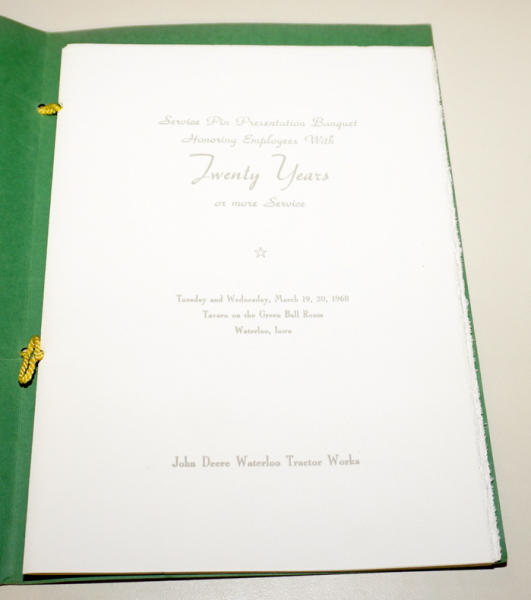 Service Pin Presentation Banquet
Honoring Employees With
Twenty Years
or more Service
Tuesday and Wednesday, March 19, 20, 1968
Tavern on the Green Ball Room
Waterloo, Iowa
John Deere Waterloo Tractor Works